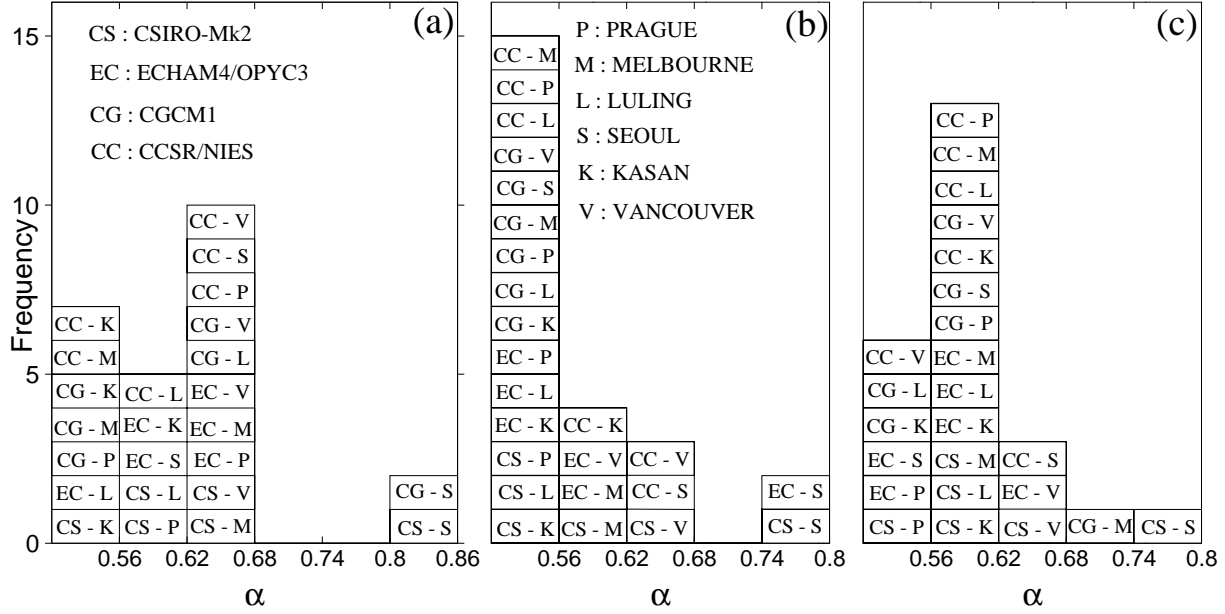 (a)
CS : CSIRO-Mk2
EC : ECHAM4/OPYC3
CG : CGCM1
CC : CCSR/NIES
Frequency
15
10
5
0
CC - V
CC - S
CC - P
CC - K CG - V
CC - M CG - L
CG - K CC - L EC - V
CG - M EC - K EC - M
CG - P EC - S EC - P CG - S
EC - L CS - L CS - V CS - S
CS - K CS - P CS - M
0.56 0.62 0.68 0.8 0.86
α
(b)
P : PRAGUE
M : MELBOURNE
L : LULING
S : SEOUL
K : KASAN
V : VANCOUVER
CC - M
CC - P
CC - L
CG - V
CG - S
CG - M
CG - P
CG - L
CG - K
EC - P
EC - L
EC - K CC - K
CS - P EC - V CC - V
CS - L EC - M CC - S EC - S
CS - K CS - M CS - V CS - S
0.56 0.62 0.68 0.74 0.8
α
(c)
CC - P
CC - M
CC - L
CG - V
CC - K
CG - S
CG - P
CC - V EC - M
CG - L EC - L
CG - K EC - K
EC - S CS - M CC - S
EC - P CS - L EC - V
CS - P CS - K CS - V CG - M CS - S
0.56 0.62 0.68 0.74 0.8
α